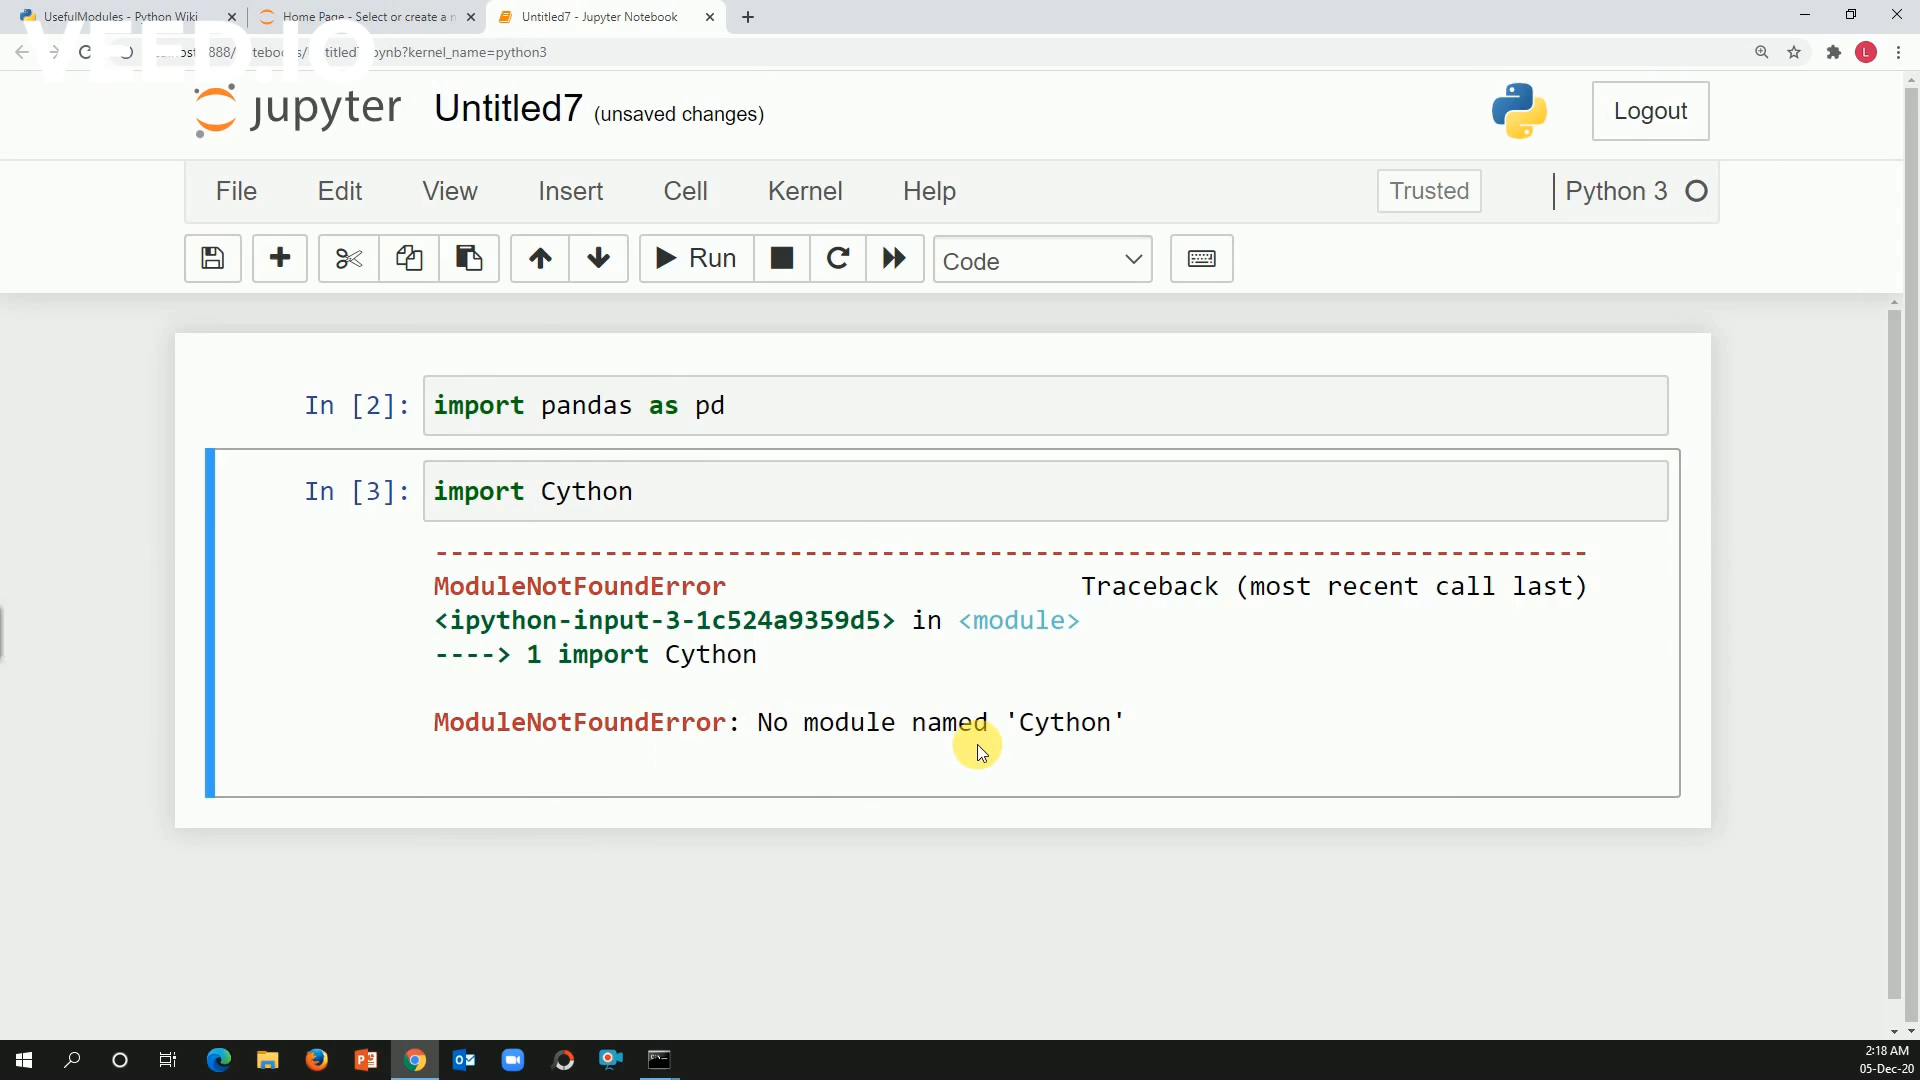 UsefulModules - Python Wiki
Home Page - Select or create a n
Untitled7 - Jupyter Notebook
VEED.IO
ynb?kernel_name=python3
L
jupyter Untitled7 (unsaved changes)
Logout
File Edit View Insert Cell Kernel Help
Trusted
Python 3
Run
Code
In [2]: import pandas as pd
In [3]: import Cython
---------------------------------------------------------------------------
ModuleNotFoundError Traceback (most recent call last)
<ipython-input-3-1c524a9359d5> in <module>
----> 1 import Cython
ModuleNotFoundError: No module named 'Cython'
2:18 AM
05-Dec-20